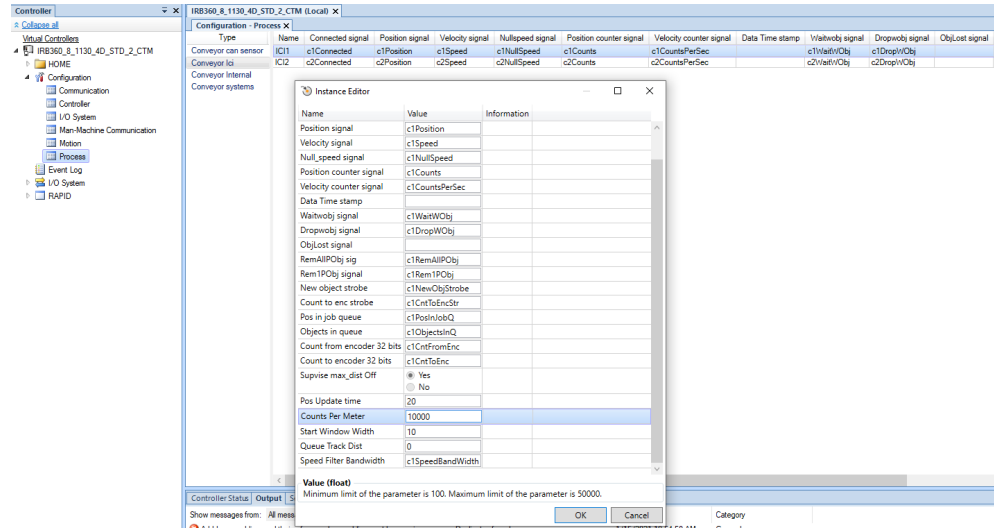 Controller
Collapse all
Virtual Controllers
IRB360_8_1130_4D_STD_2_CTM
HOME
Configuration
Communication
Controller
I/O System
Man-Machine Communication
Motion
Process
Event Log
I/O System
RAPID
IRB360_8_1130_4D_STD_2_CTM (Local) X
Configuration - Process X
Type Name Connected signal Position signal Velocity signal Nullspeed signal Position counter signal Velocity counter signal Data Time stamp Waitwobj signal Dropwobj signal ObjLost signal
Conveyor can sensor ICI1 c1Connected c1Position c1Speed c1NullSpeed c1Counts c1CountsPerSec c1WaitWObj c1DropWObj
Conveyor Ici ICI2 c2Connected c2Position c2Speed c2NullSpeed c2Counts c2CountsPerSec c2WaitWObj c2DropWObj
Conveyor Internal
Conveyor systems
Instance Editor
Name Value Information
Position signal c1Position
Velocity signal c1Speed
Null_speed signal c1NullSpeed
Position counter signal c1Counts
Velocity counter signal c1CountsPerSec
Data Time stamp
Waitwobj signal c1WaitWObj
Dropwobj signal c1DropWObj
ObjLost signal
RemAllPObj sig c1RemAllPObj
Rem1PObj signal c1Rem1PObj
New object strobe c1NewObjStrobe
Count to enc strobe c1CntToEncStr
Pos in job queue c1PosInJobQ
Objects in queue c1ObjectsInQ
Count from encoder 32 bits c1CntFromEnc
Count to encoder 32 bits c1CntToEnc
Supvise max_dist Off Yes
No
Pos Update time 20
Counts Per Meter 10000
Start Window Width 10
Queue Track Dist 0
Speed Filter Bandwidth c1SpeedBandWidth
Value (float)
Minimum limit of the parameter is 100. Maximum limit of the parameter is 50000.
OK Cancel
Controller Status Output
Show messages from: All mess
Category